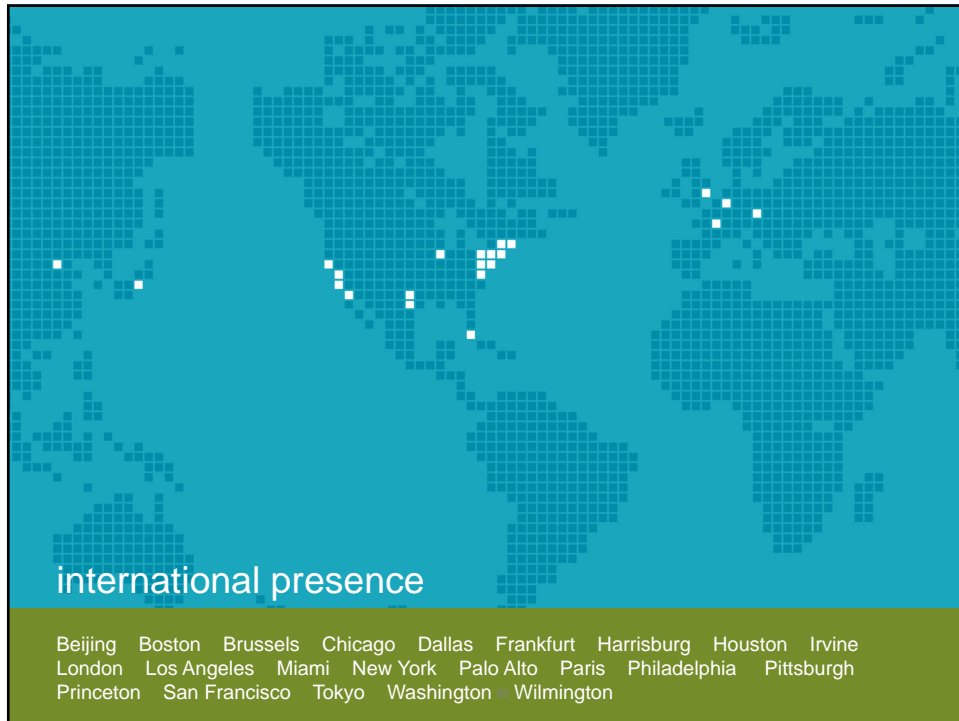 international presence
Beijing Boston Brussels Chicago Dallas Frankfurt Harrisburg Houston Irvine
London Los Angeles Miami New York Palo Alto Paris Philadelphia Pittsburgh
Princeton San Francisco Tokyo Washington Wilmington